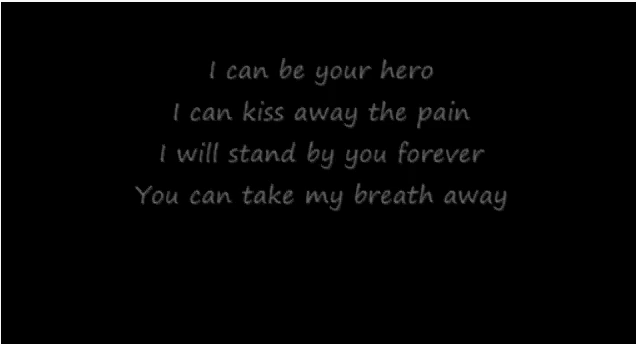 I can be your hero
I can kiss away the pain
I will stand by you forever
You can take my breath away